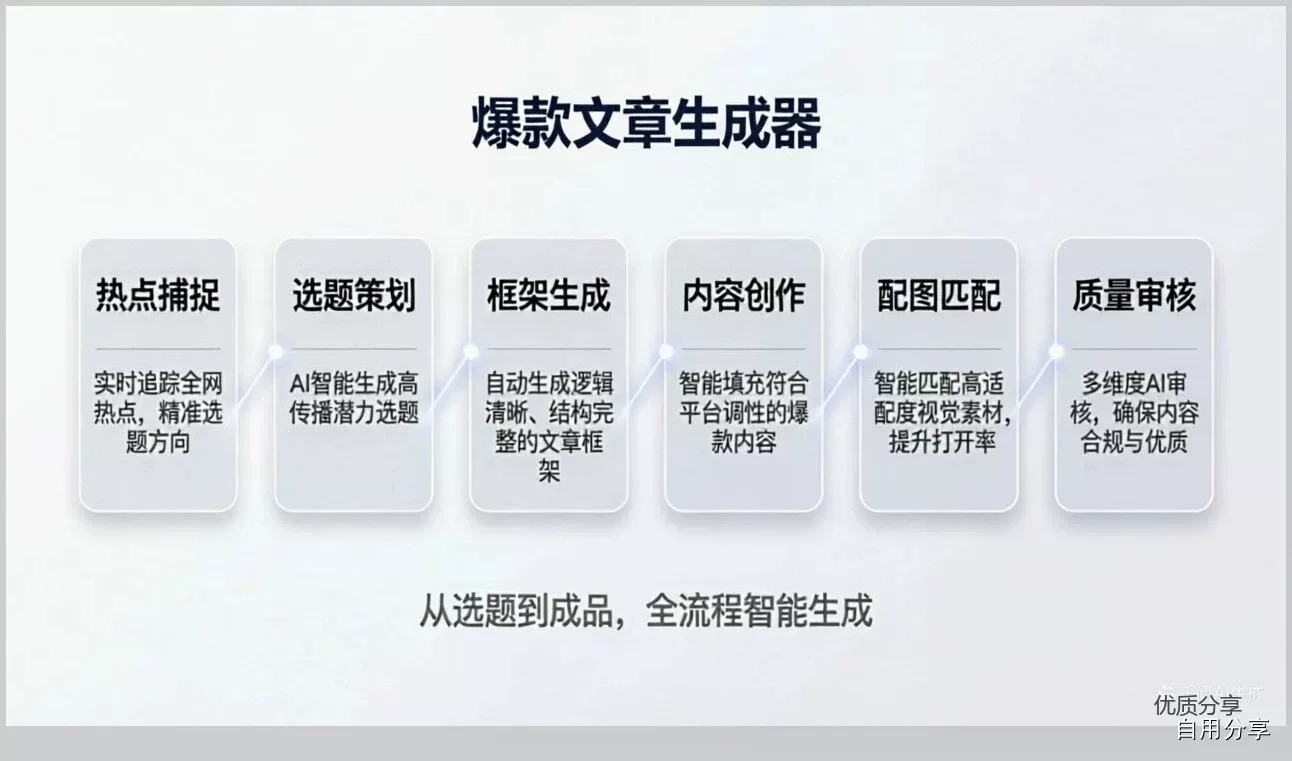 爆款文章生成器
热点捕捉
实时追踪全网
热点，精准选
题方向
选题策划
AI智能生成高
传播潜力选题
框架生成
自动生成逻辑
清晰、结构完
整的文章框
架
内容创作
智能填充符合
平台调性的爆
款内容
配图匹配
智能匹配高适
配度视觉素材，
提升打开率
质量审核
多维度AI审
核，确保内容
合规与优质
从选题到成品，全流程智能生成
优质分享
自用分享